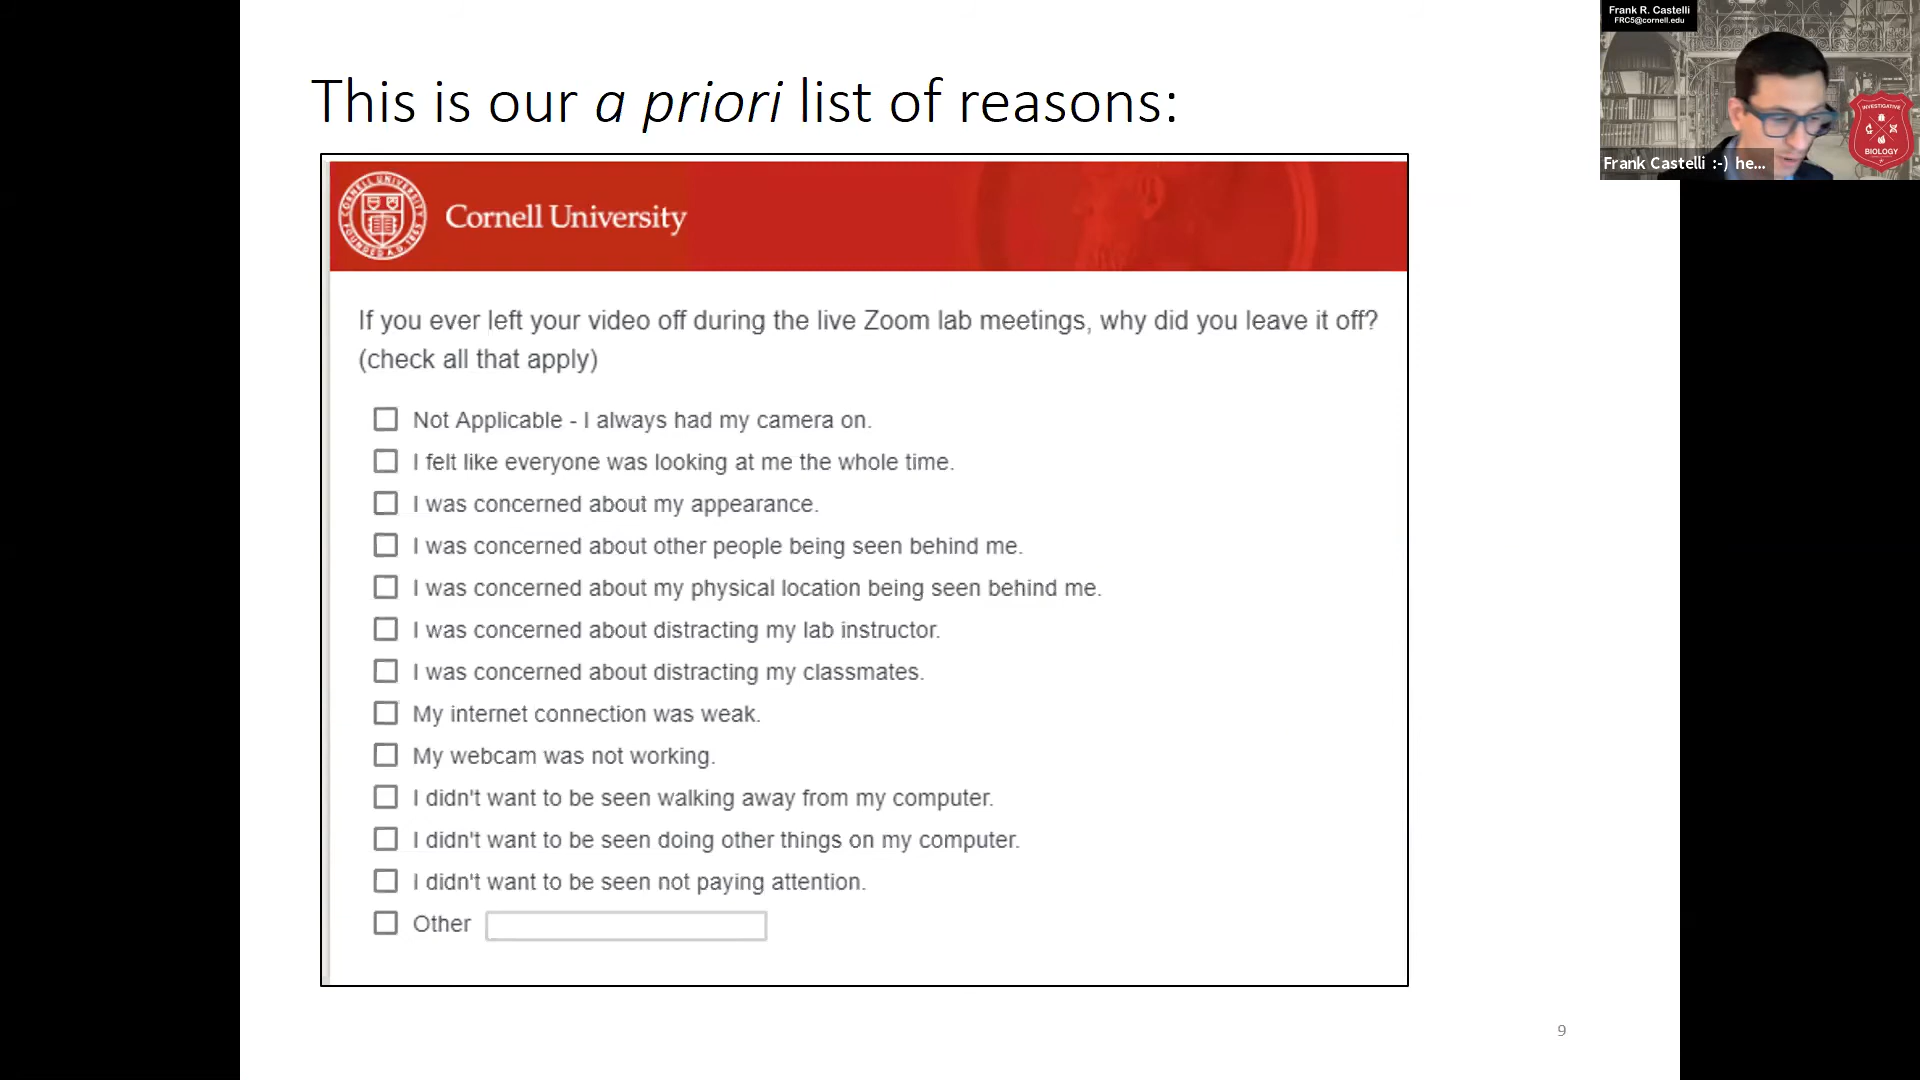 This is our a priori list of reasons:
Frank R. Castelli
FRC5@cornell.edu
INVESTIGATIVE
BIOLOGY
Frank Castelli :-) he...
CORNELL UNIVERSITY
FOUNDED A.D. 1865
Cornell University
If you ever left your video off during the live Zoom lab meetings, why did you leave it off?
(check all that apply)
Not Applicable - I always had my camera on.
I felt like everyone was looking at me the whole time.
I was concerned about my appearance.
I was concerned about other people being seen behind me.
I was concerned about my physical location being seen behind me.
I was concerned about distracting my lab instructor.
I was concerned about distracting my classmates.
My internet connection was weak.
My webcam was not working.
I didn't want to be seen walking away from my computer.
I didn't want to be seen doing other things on my computer.
I didn't want to be seen not paying attention.
Other
9